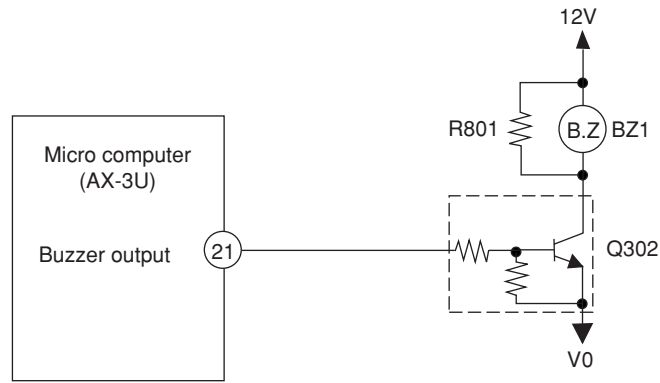 12V
R801
B.Z
BZ1
Micro computer
(AX-3U)
Buzzer output
21
Q302
V0